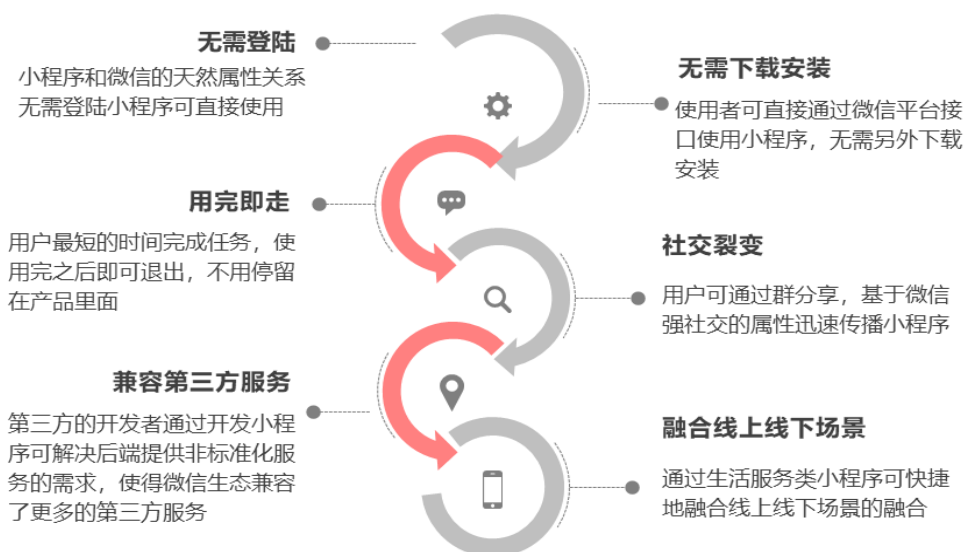 无需登陆
小程序和微信的天然属性关系
无需登陆小程序可直接使用
无需下载安装
使用者可直接通过微信平台接
口使用小程序，无需另外下载
安装
用完即走
用户最短的时间完成任务，使
用完之后即可退出，不用停留
在产品里面
社交裂变
用户可通过群分享，基于微信
强社交的属性迅速传播小程序
兼容第三方服务
第三方的开发者通过开发小程
序可解决后端提供非标准化服
务的需求，使得微信生态兼容
了更多的第三方服务
融合线上线下场景
通过生活服务类小程序可快捷
地融合线上线下场景的融合